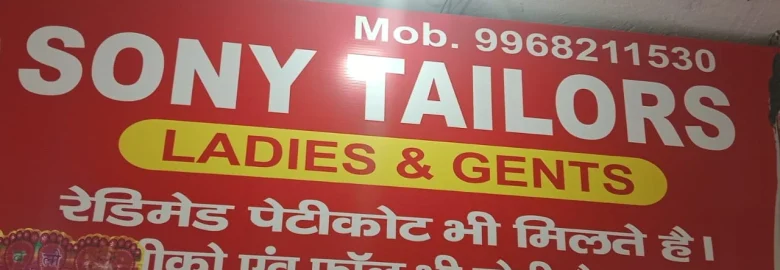 Mob. 9968211530
SONY TAILORS
LADIES & GENTS
रेडिमेड पेटीकोट भी मिलते है।
पीको एंव फॉल भी